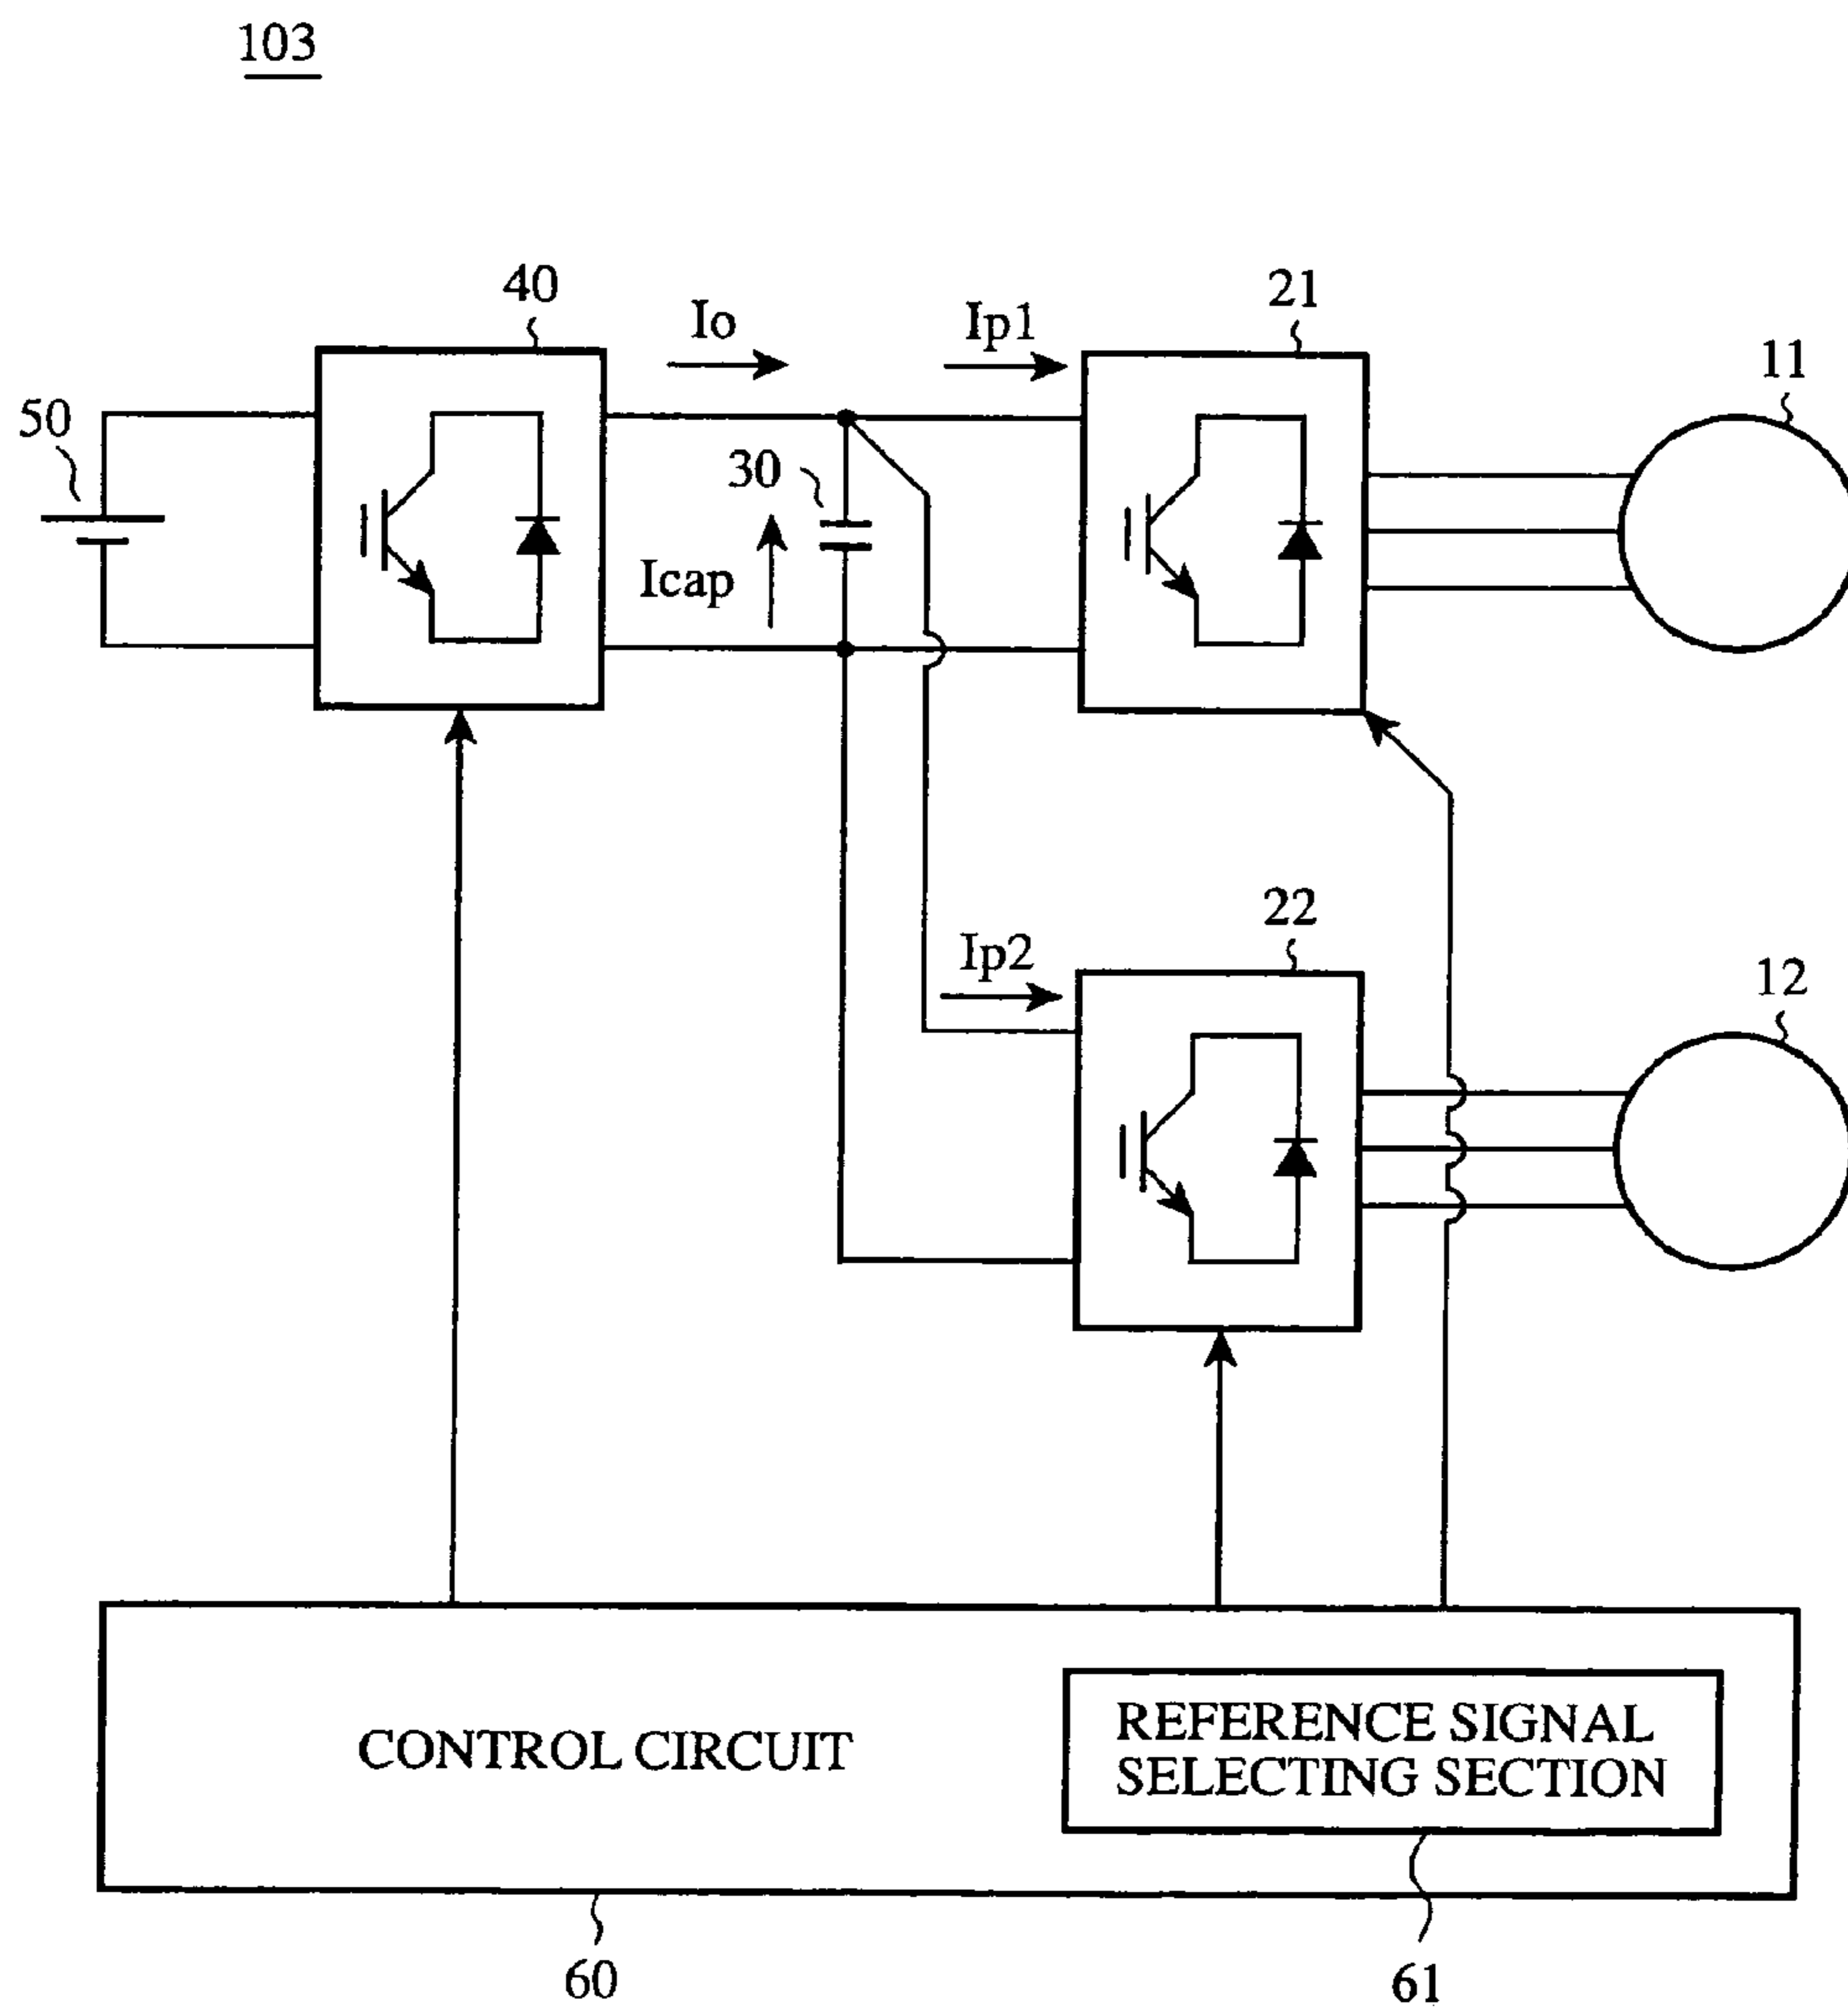 103
40
Io
Ip1
21
11
50
30
Icap
22
Ip2
12
CONTROL CIRCUIT
REFERENCE SIGNAL
SELECTING SECTION
60
61